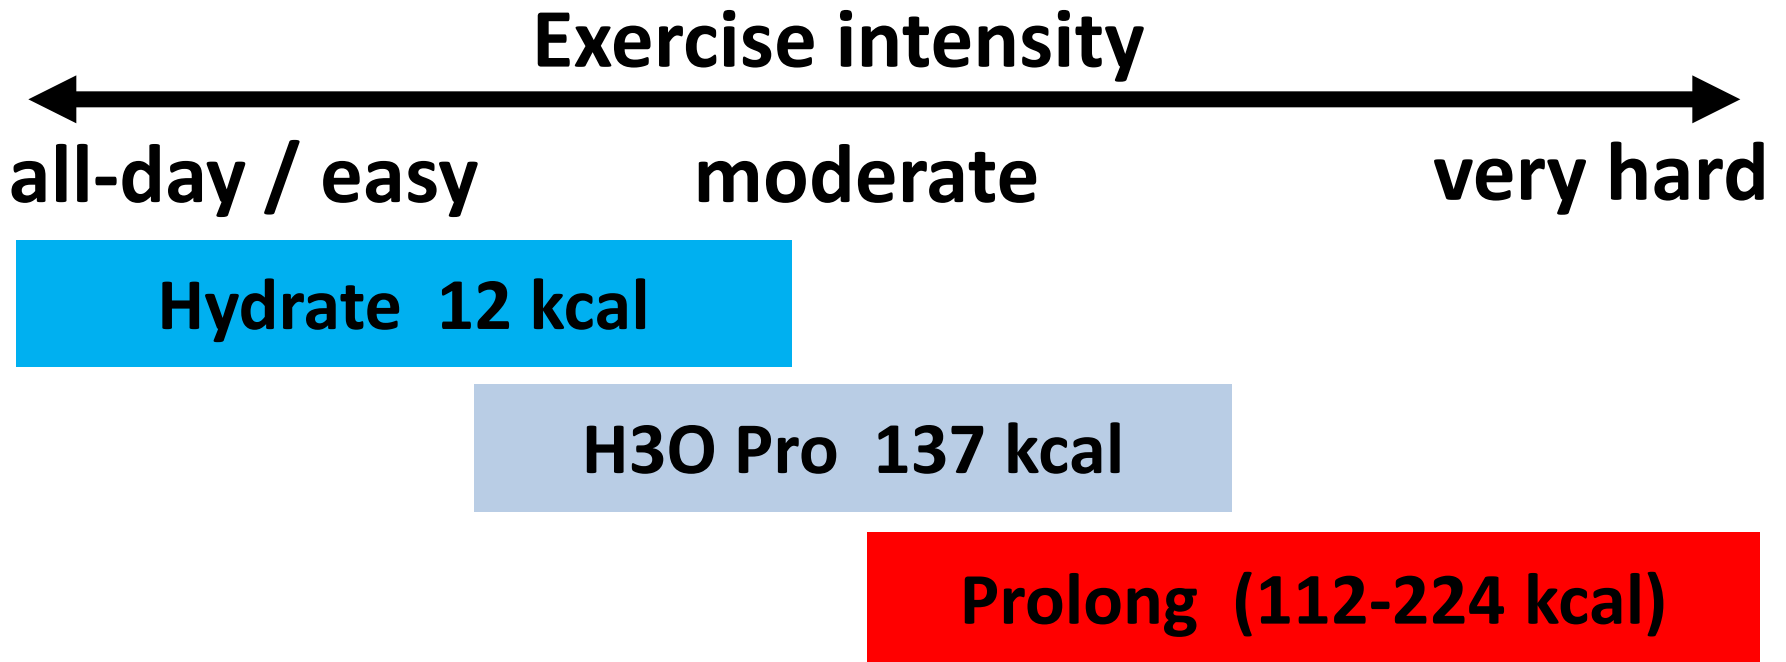 Exercise intensity
all-day / easy moderate very hard
Hydrate 12 kcal
H3O Pro 137 kcal
Prolong (112-224 kcal)